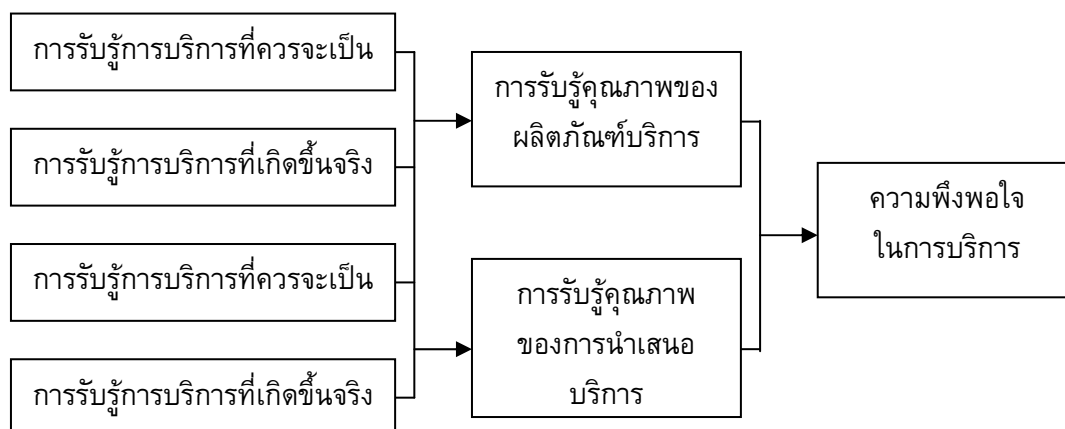 การรับรู้การบริการที่ควรจะเป็น
การรับรู้การบริการที่เกิดขึ้นจริง
การรับรู้การบริการที่ควรจะเป็น
การรับรู้การบริการที่เกิดขึ้นจริง
การรับรู้คุณภาพของ
ผลิตภัณฑ์บริการ
การรับรู้คุณภาพ
ของการนำเสนอ
บริการ
ความพึงพอใจ
ในการบริการ